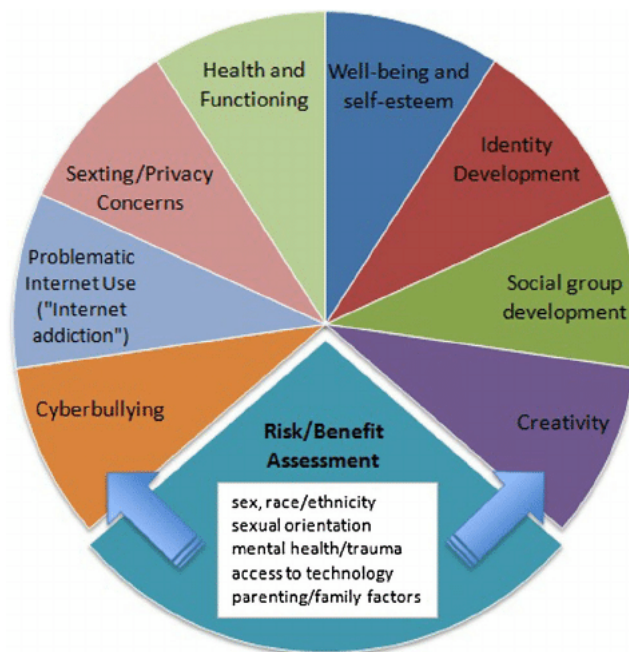 Health and
Functioning
Well-being and
self-esteem
Identity
Development
Social group
development
Creativity
Sexting/Privacy
Concerns
Problematic
Internet Use
("Internet
addiction")
Cyberbullying
Risk/Benefit
Assessment
sex, race/ethnicity
sexual orientation
mental health/trauma
access to technology
parenting/family factors